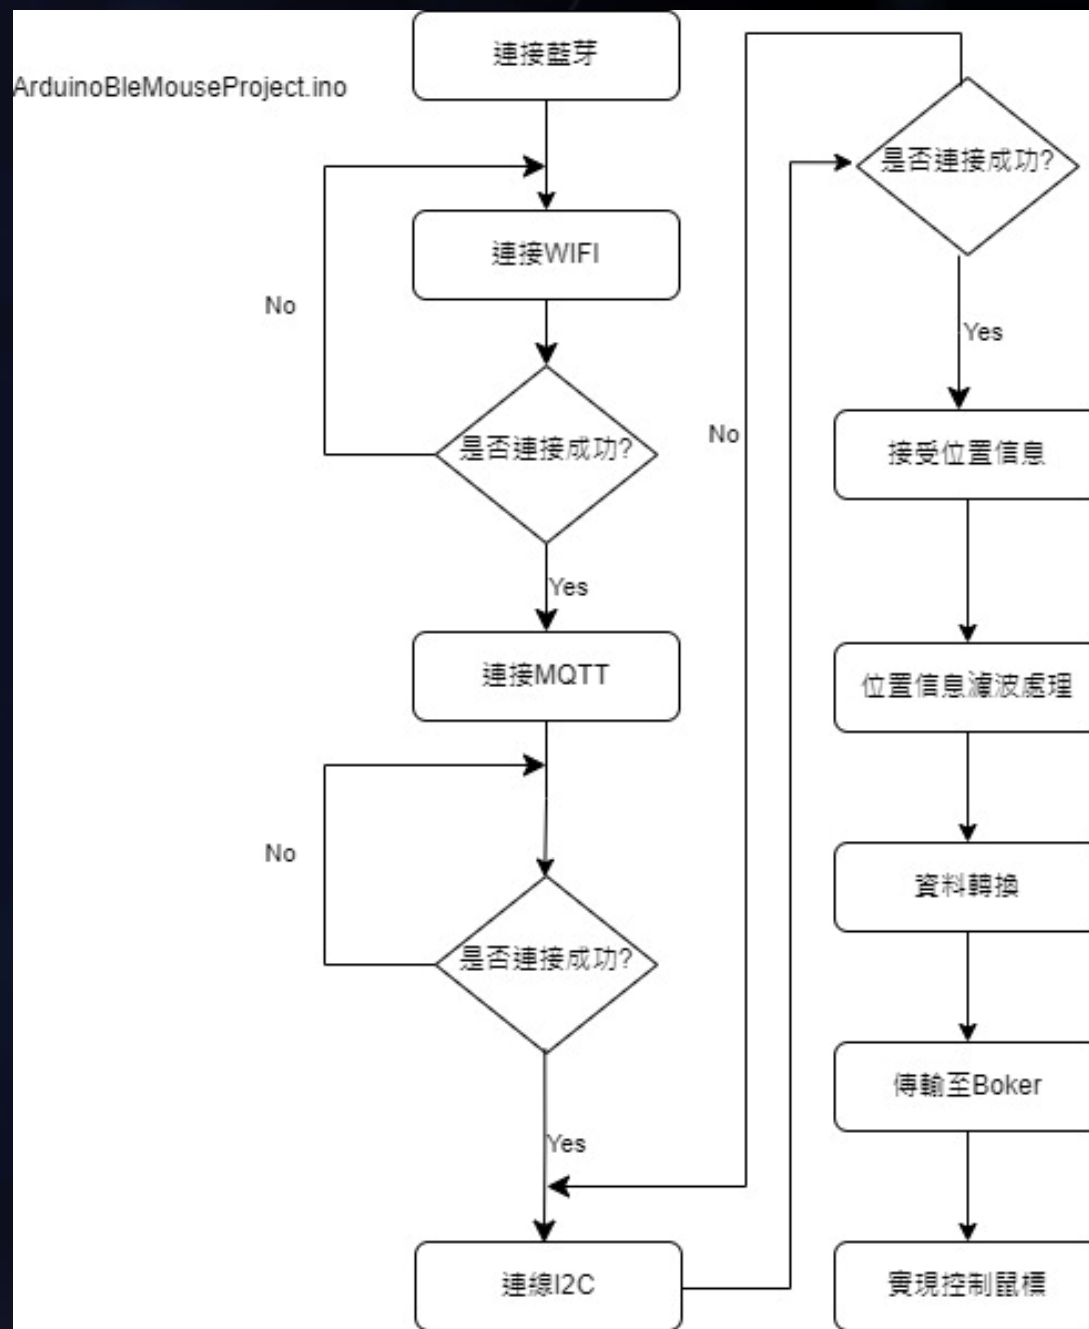 ArduinoBleMouseProject.ino
連接藍芽
連接WIFI
No
是否連接成功?
Yes
連接MQTT
No
是否連接成功?
Yes
連線I2C
No
是否連接成功?
Yes
接受位置信息
位置信息濾波處理
資料轉換
傳輸至Boker
實現控制鼠標